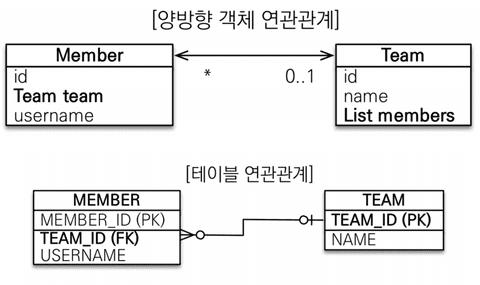 [양방향 객체 연관관계]
Member
Team
id
Team team
username
*
0..1
id
name
List members
[테이블 연관관계]
MEMBER
MEMBER_ID (PK)
TEAM_ID (FK)
USERNAME
TEAM
TEAM_ID (PK)
NAME